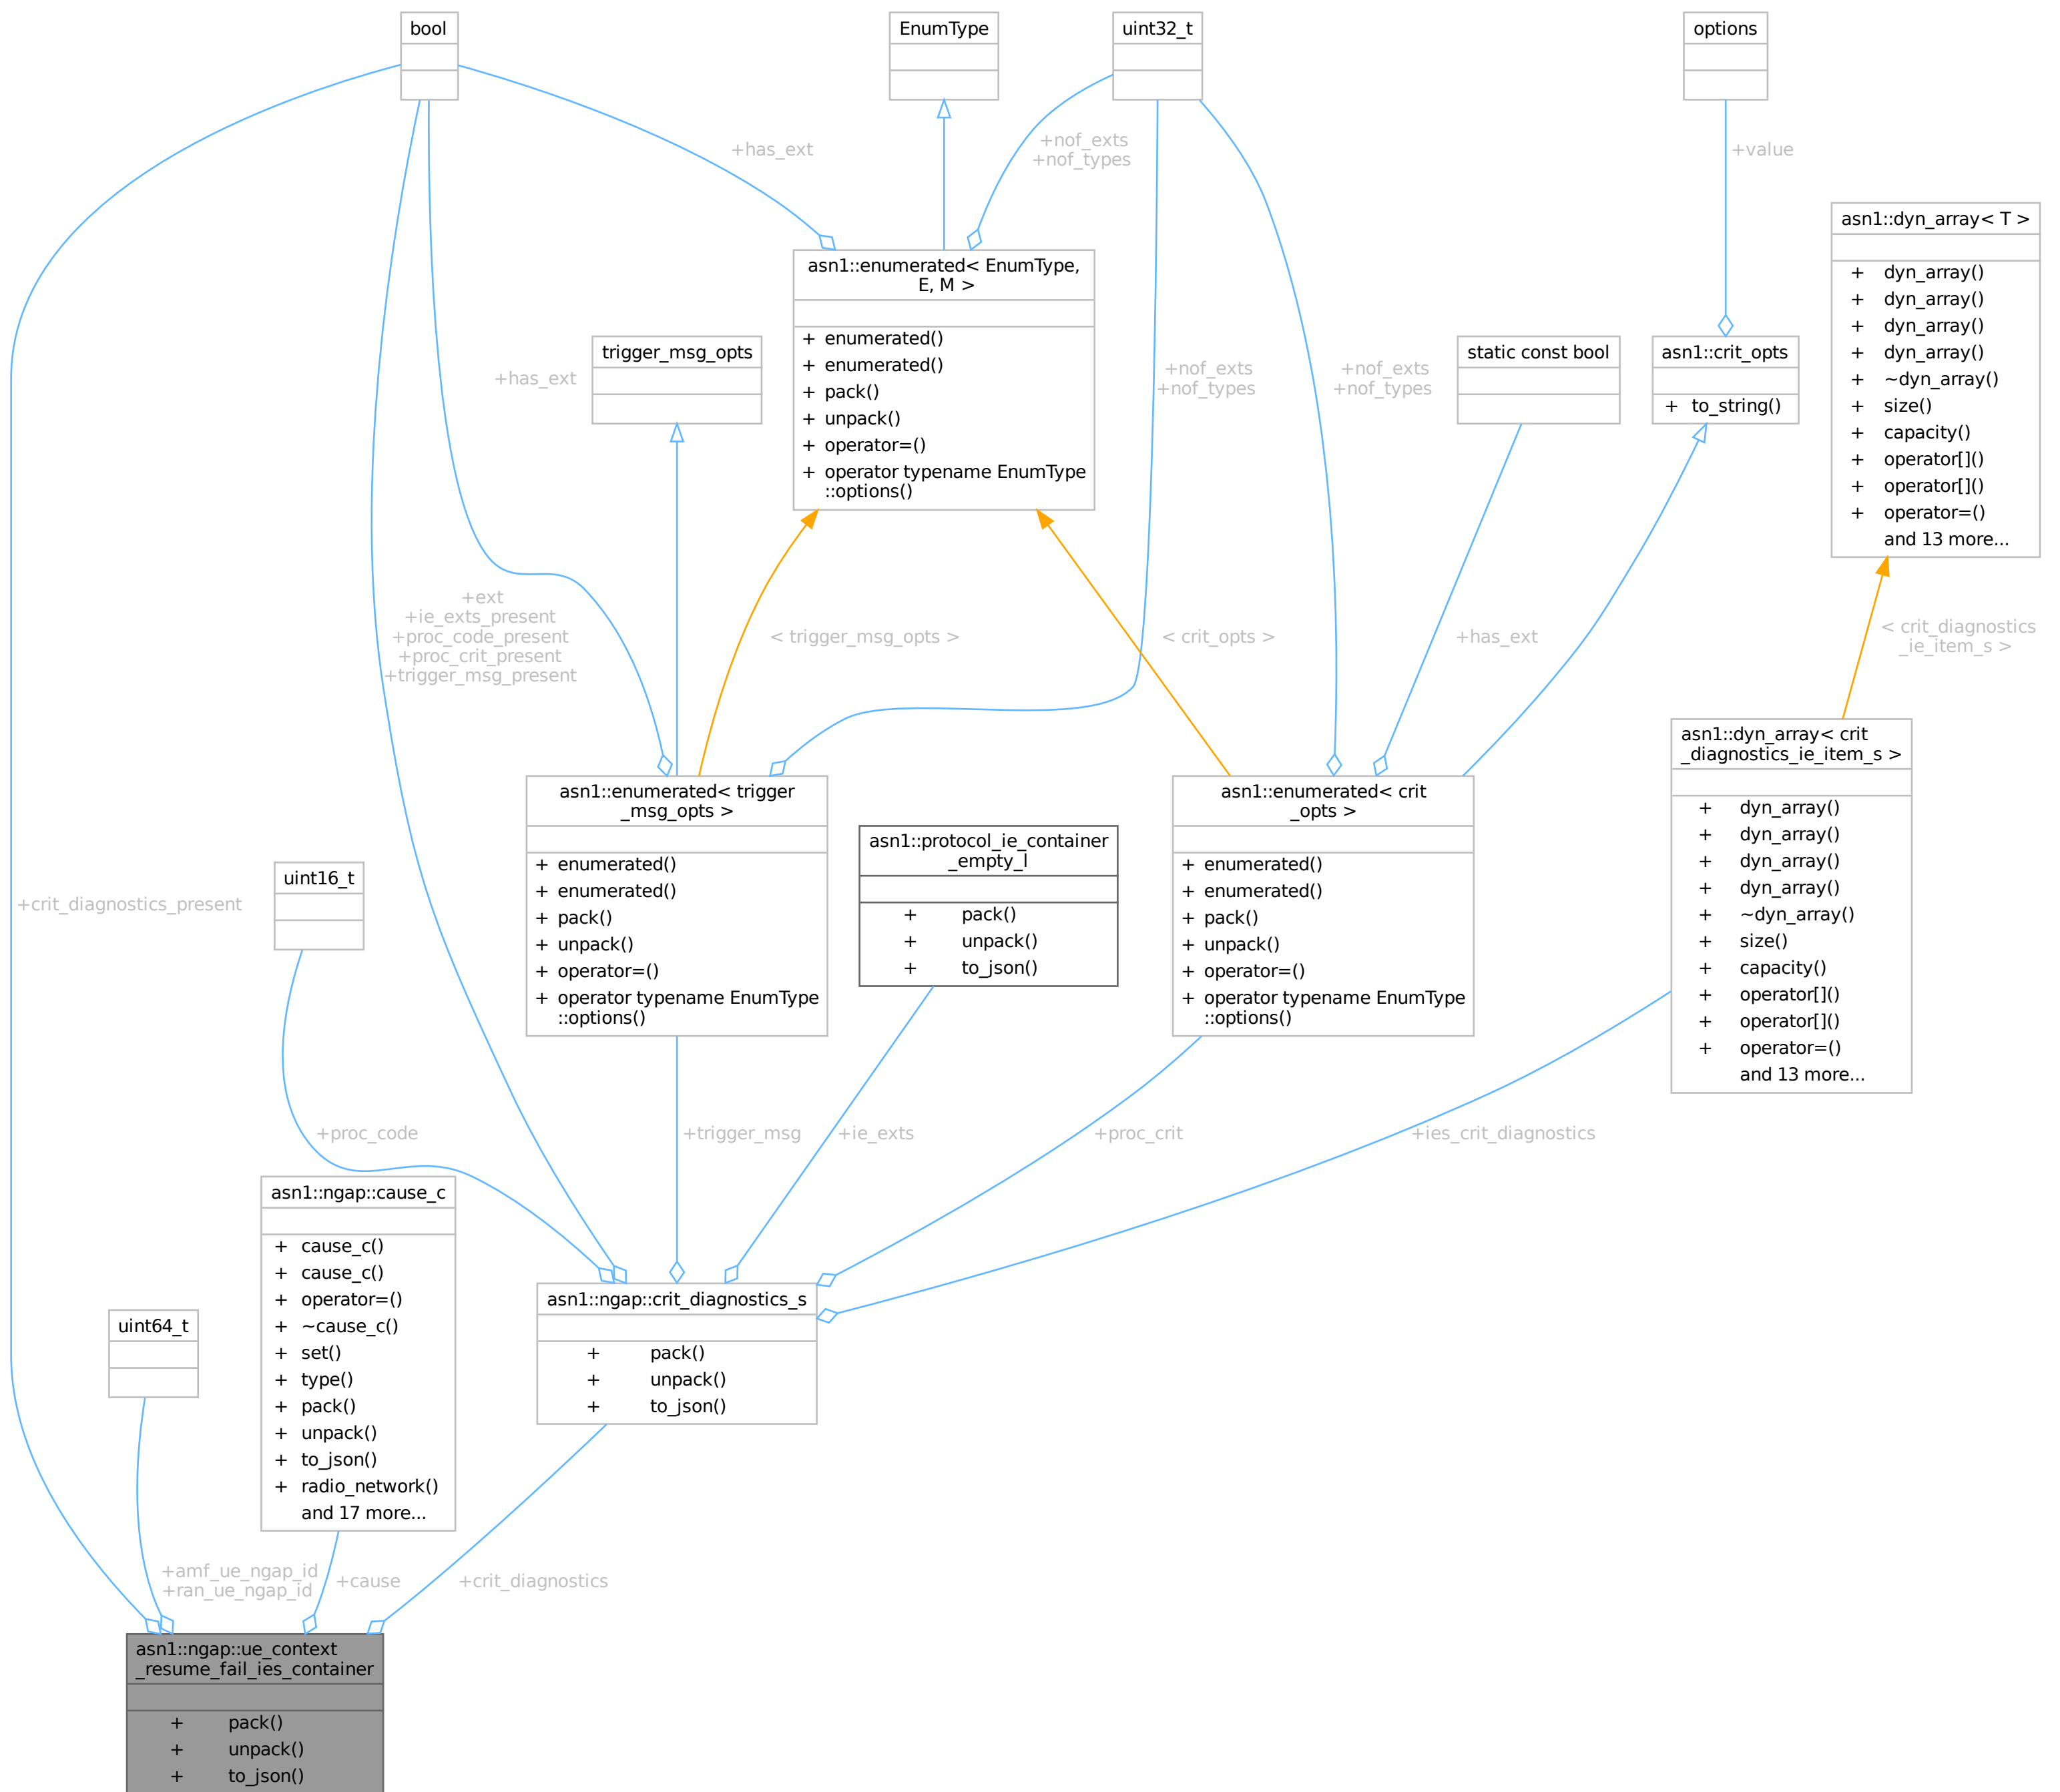 bool
EnumType
uint32_t
options
+has_ext
+nof_exts
+nof_types
+value
asn1::dyn_array< T >
+ dyn_array()
+ dyn_array()
+ dyn_array()
+ dyn_array()
+ ~dyn_array()
+ size()
+ capacity()
+ operator[]()
+ operator[]()
+ operator=()
and 13 more...
asn1::enumerated< EnumType,
E, M >
+ enumerated()
+ enumerated()
+ pack()
+ unpack()
+ operator=()
+ operator typename EnumType
::options()
trigger_msg_opts
static const bool
asn1::crit_opts
+ to_string()
+has_ext
+nof_exts
+nof_types
+nof_exts
+nof_types
+ext
+ie_exts_present
+proc_code_present
+proc_crit_present
+trigger_msg_present
< trigger_msg_opts >
< crit_opts >
+has_ext
< crit_diagnostics
_ie_item_s >
asn1::dyn_array< crit
_diagnostics_ie_item_s >
+ dyn_array()
+ dyn_array()
+ dyn_array()
+ dyn_array()
+ ~dyn_array()
+ size()
+ capacity()
+ operator[]()
+ operator[]()
+ operator=()
and 13 more...
asn1::enumerated< trigger
_msg_opts >
+ enumerated()
+ enumerated()
+ pack()
+ unpack()
+ operator=()
+ operator typename EnumType
::options()
asn1::protocol_ie_container
_empty_l
+ pack()
+ unpack()
+ to_json()
asn1::enumerated< crit
_opts >
+ enumerated()
+ enumerated()
+ pack()
+ unpack()
+ operator=()
+ operator typename EnumType
::options()
uint16_t
+crit_diagnostics_present
+proc_code
+trigger_msg
+ie_exts
+proc_crit
+ies_crit_diagnostics
asn1::ngap::cause_c
+ cause_c()
+ cause_c()
+ operator=()
+ ~cause_c()
+ set()
+ type()
+ pack()
+ unpack()
+ to_json()
+ radio_network()
and 17 more...
asn1::ngap::crit_diagnostics_s
+ pack()
+ unpack()
+ to_json()
uint64_t
+amf_ue_ngap_id
+ran_ue_ngap_id
+cause
+crit_diagnostics
asn1::ngap::ue_context
_resume_fail_ies_container
+ pack()
+ unpack()
+ to_json()